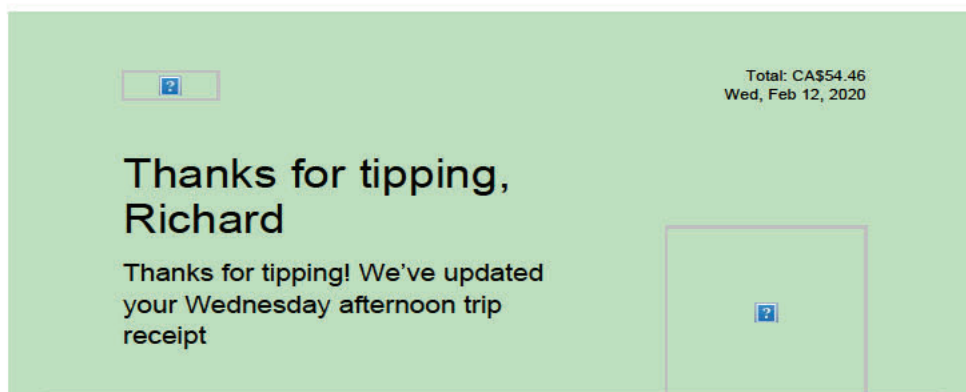 Total: CA$54.46
Wed, Feb 12, 2020
Thanks for tipping,
Richard
Thanks for tipping! We’ve updated
your Wednesday afternoon trip
receipt